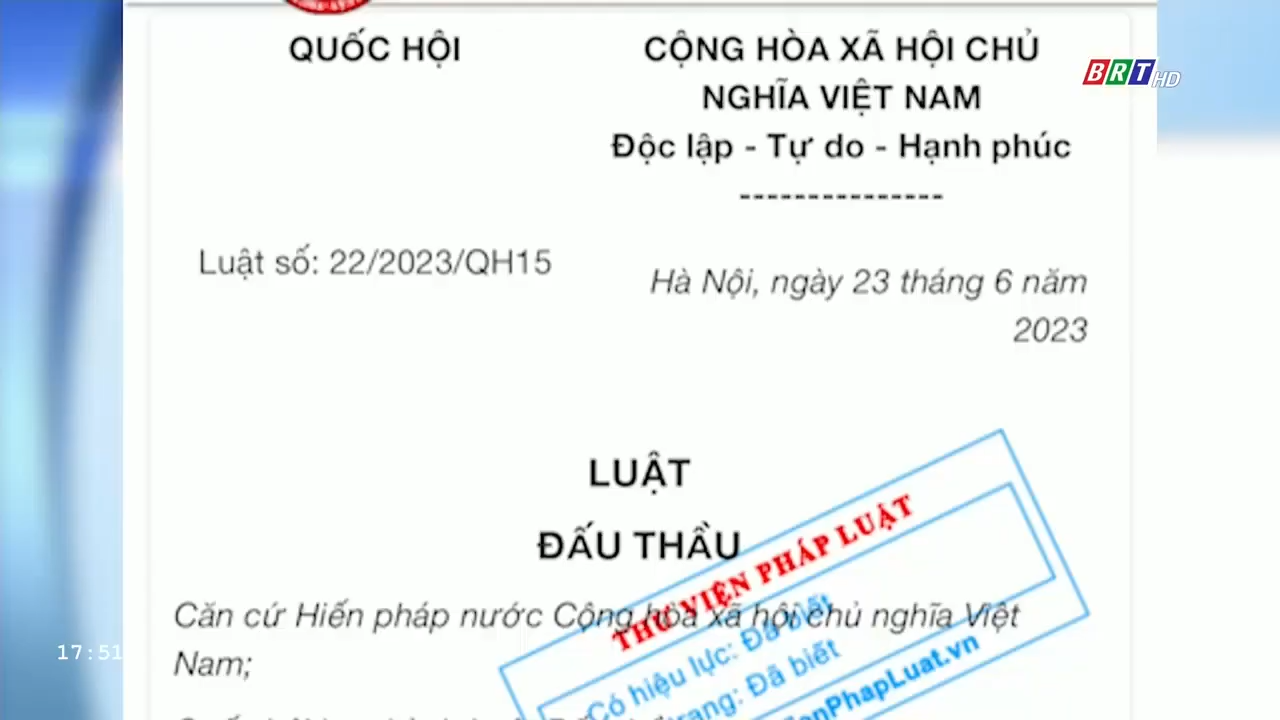 QUỐC HỘI
CỘNG HÒA XÃ HỘI CHỦ
NGHĨA VIỆT NAM
Độc lập - Tự do - Hạnh phúc
---------------
BRT HD
Luật số: 22/2023/QH15
Hà Nội, ngày 23 tháng 6 năm
2023
LUẬT
ĐẤU THẦU
THƯ VIỆN PHÁP LUẬT
Căn cứ Hiến pháp nước Cộng hòa xã hội chủ nghĩa Việt
Nam;
Có hiệu lực: Đã biết
trạng: Đã biết
PhapLuat.vn
17:51